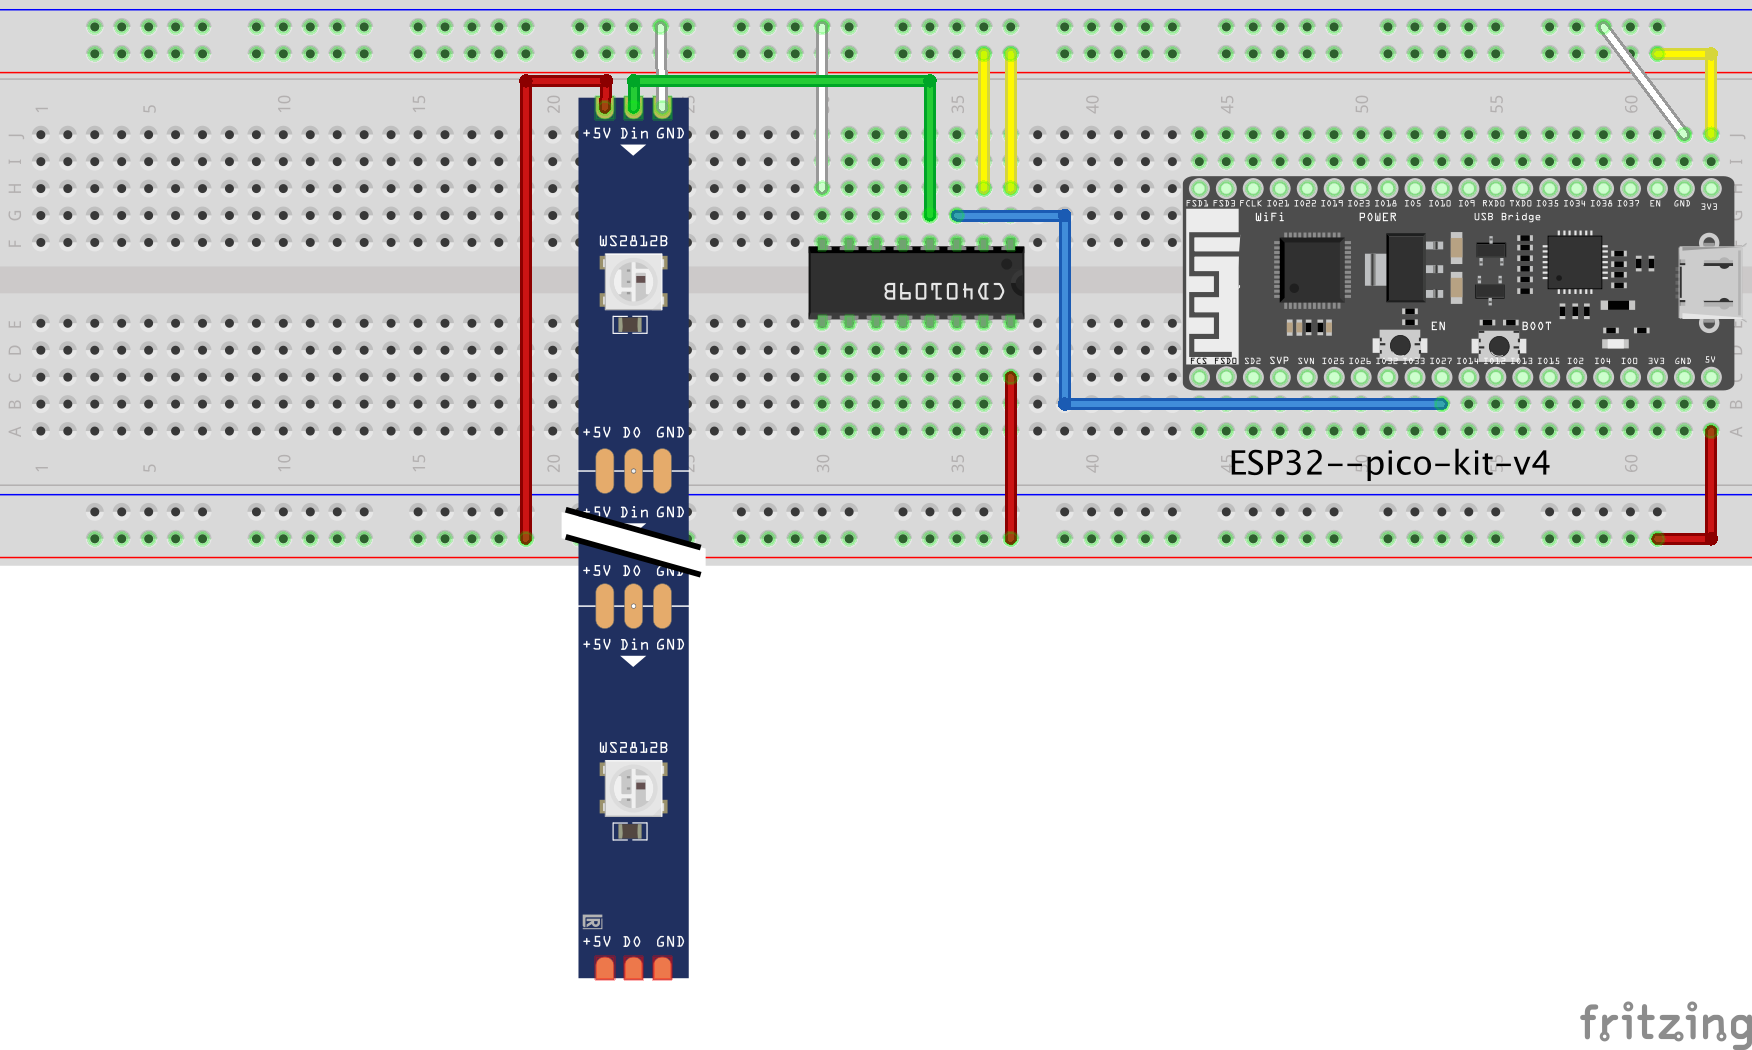 1 5 10 15 20 25 30 35 40 45 50 55 60
+5V Din GND
J J
I I
H H
G G
F
E
D D
C C
B B
A A
FSD1 FSD3 FCLK IO21 IO22 IO19 IO23 IO18 IO5 IO10 IO9 RXD0 TXD0 IO35 IO34 IO38 IO37 EN GND 3V3
WiFi POWER USB Bridge
WS2812B
CD40109B
EN BOOT
FCS FSD0 SD2 SVP SVN IO25 IO26 IO32 IO33 IO27 IO14 IO12 IO13 IO15 IO2 IO4 IO0 3V3 GND 5V
+5V DO GND
1 5 10 15 20 25 30 35 40 45 50 55 60
ESP32--pico-kit-v4
+5V Din GND
+5V DO GND
+5V Din GND
WS2812B
+5V DO GND
fritzing